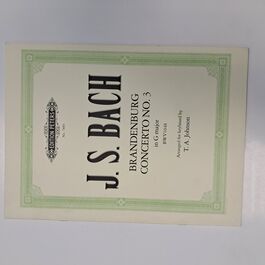 EDITION PETERS
J. S. BACH
BRANDENBURG
CONCERTO NO. 3
in G major
BWV 1048
Arranged for keyboard by
T. A. Johnson